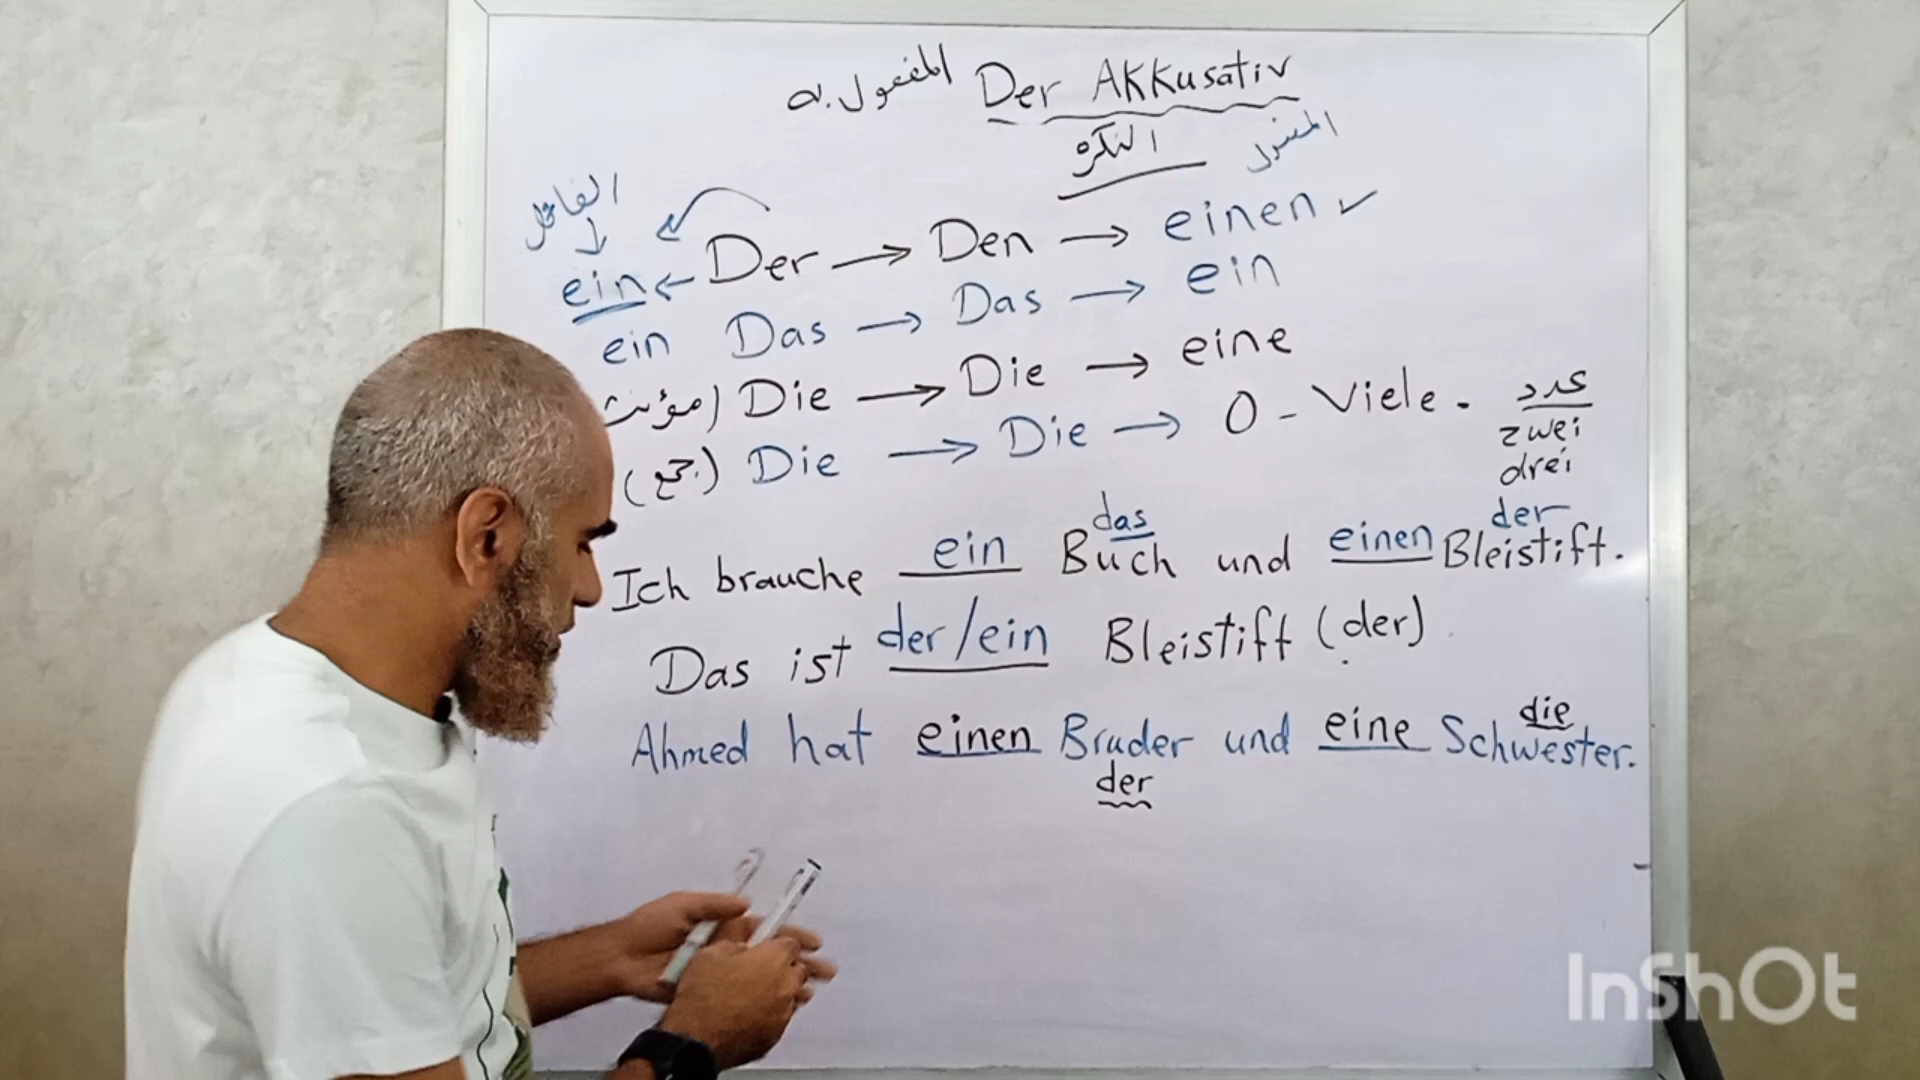 المفعول به Der Akkusativ
النكرة
المفعول
الفاعل
ein ← Der → Den → einen ✓
ein Das → Das → ein
(مؤنث) Die → Die → eine
(جمع) Die → Die → 0 - Viele. عدد
zwei
drei
das der
Ich brauche ein Buch und einen Bleistift.
Das ist der/ein Bleistift (der)
die
Ahmed hat einen Bruder und eine Schwester.
der
InShOt